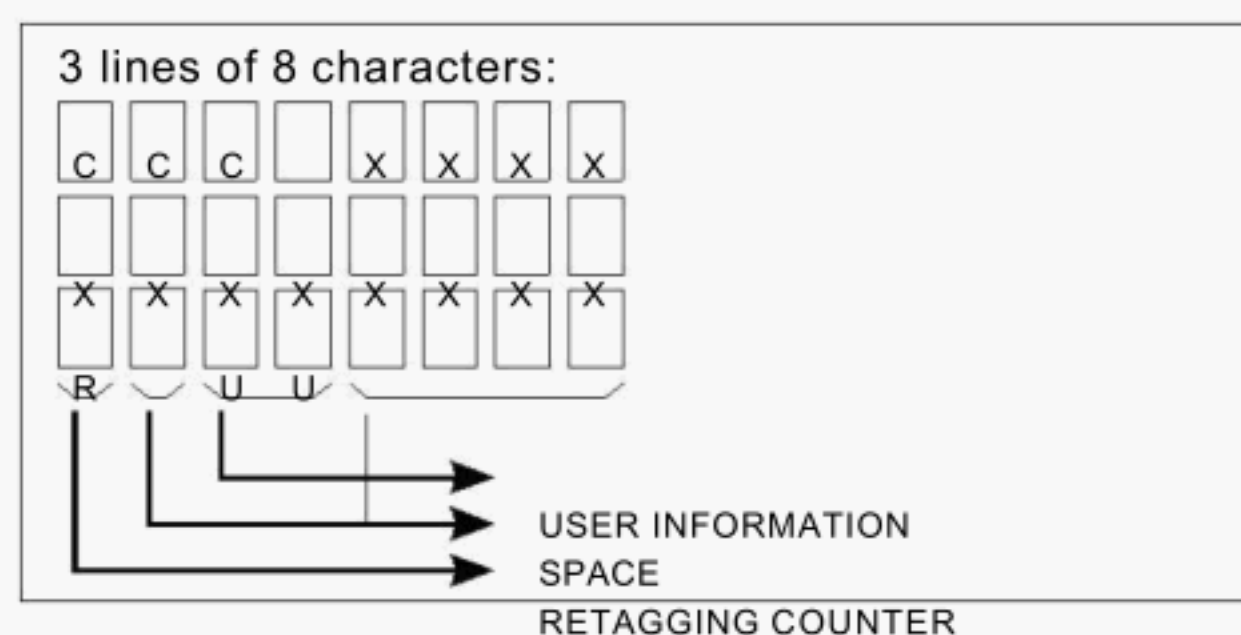 3 lines of 8 characters:
C C C X X X X
X X X X X X X X
R U U
USER INFORMATION
SPACE
RETAGGING COUNTER